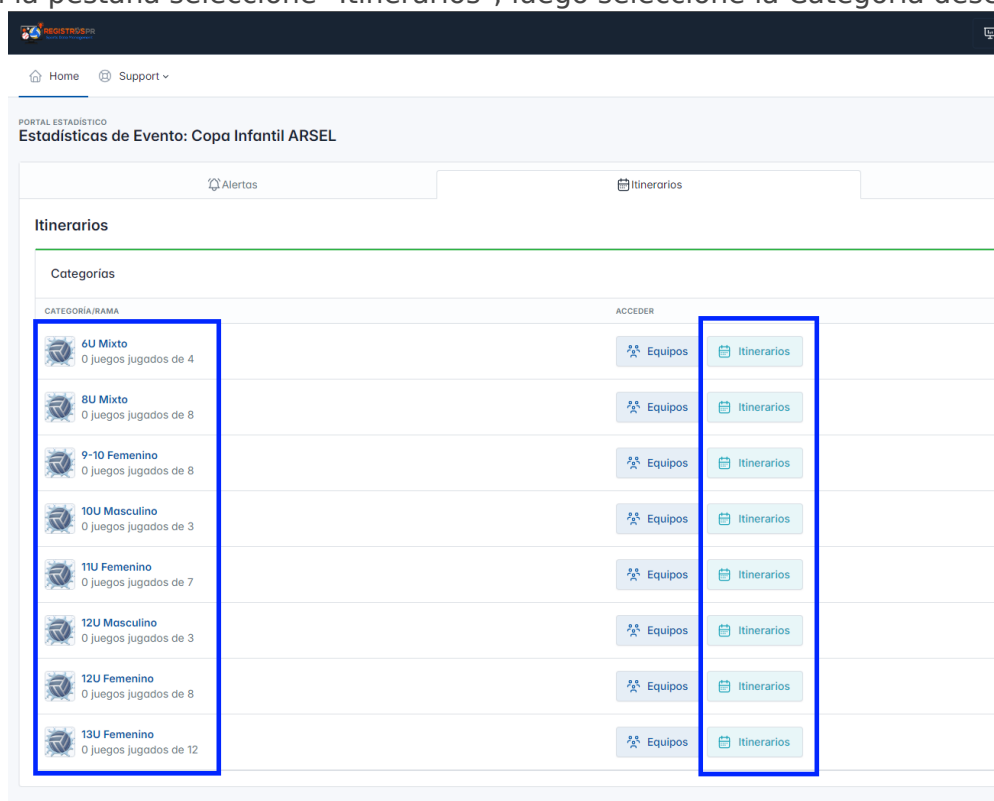 la pestaña seleccione "Itinerarios", luego seleccione la Categoría dese
REGISTROSPR
Home Support
PORTAL ESTADÍSTICO
Estadísticas de Evento: Copa Infantil ARSEL
Alertas Itinerarios
Itinerarios
Categorías
CATEGORÍA/RAMA ACCEDER
6U Mixto
0 juegos jugados de 4
Equipos Itinerarios
8U Mixto
0 juegos jugados de 8
Equipos Itinerarios
9-10 Femenino
0 juegos jugados de 8
Equipos Itinerarios
10U Masculino
0 juegos jugados de 3
Equipos Itinerarios
11U Femenino
0 juegos jugados de 7
Equipos Itinerarios
12U Masculino
0 juegos jugados de 3
Equipos Itinerarios
12U Femenino
0 juegos jugados de 8
Equipos Itinerarios
13U Femenino
0 juegos jugados de 12
Equipos Itinerarios